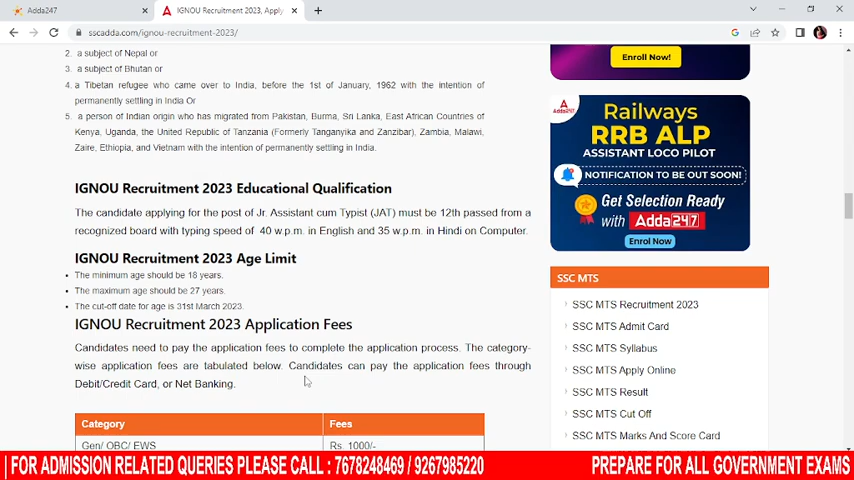 Adda247
IGNOU Recruitment 2023, Apply
sscadda.com/ignou-recruitment-2023/
2. a subject of Nepal or
3. a subject of Bhutan or
4. a Tibetan refugee who came over to India, before the 1st of January, 1962 with the intention of
permanently settling in India Or
5. a person of Indian origin who has migrated from Pakistan, Burma, Sri Lanka, East African Countries of
Kenya, Uganda, the United Republic of Tanzania (Formerly Tanganyika and Zanzibar), Zambia, Malawi,
Zaire, Ethiopia, and Vietnam with the intention of permanently settling in India.
IGNOU Recruitment 2023 Educational Qualification
The candidate applying for the post of Jr. Assistant cum Typist (JAT) must be 12th passed from a
recognized board with typing speed of 40 w.p.m. in English and 35 w.p.m. in Hindi on Computer.
IGNOU Recruitment 2023 Age Limit
The minimum age should be 18 years.
The maximum age should be 27 years.
The cut-off date for age is 31st March 2023.
IGNOU Recruitment 2023 Application Fees
Candidates need to pay the application fees to complete the application process. The category-
wise application fees are tabulated below. Candidates can pay the application fees through
Debit/Credit Card, or Net Banking.
Category Fees
Gen/ OBC/ EWS Rs. 1000/-
Enroll Now!
Adda247
Railways
RRB ALP
ASSISTANT LOCO PILOT
NOTIFICATION TO BE OUT SOON!
Get Selection Ready
with Adda247
Enrol Now
SSC MTS
SSC MTS Recruitment 2023
SSC MTS Admit Card
SSC MTS Syllabus
SSC MTS Apply Online
SSC MTS Result
SSC MTS Cut Off
SSC MTS Marks And Score Card
FOR ADMISSION RELATED QUERIES PLEASE CALL : 7678248469 / 9267985220
PREPARE FOR ALL GOVERNMENT EXAMS